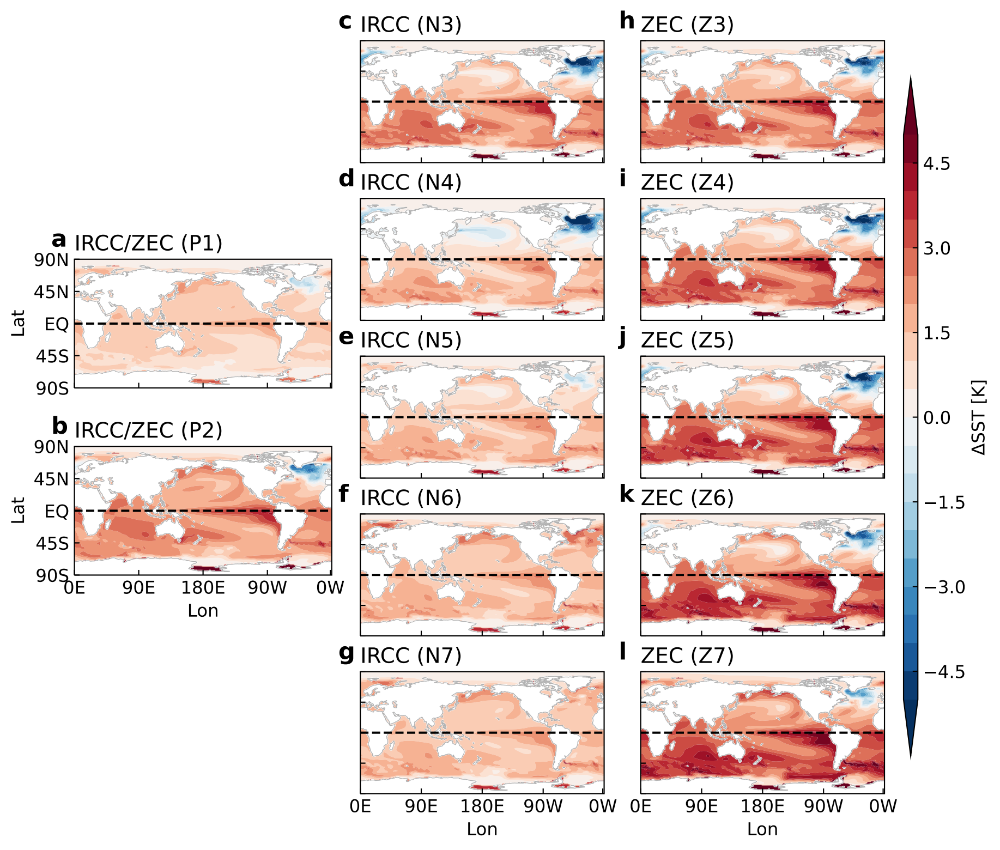 a IRCC/ZEC (P1)
90N
45N
EQ
45S
90S
Lat
b IRCC/ZEC (P2)
90N
45N
EQ
45S
90S
Lat
0E 90E 180E 90W 0W
Lon
c IRCC (N3)
d IRCC (N4)
e IRCC (N5)
f IRCC (N6)
g IRCC (N7)
0E 90E 180E 90W 0W
Lon
h ZEC (Z3)
i ZEC (Z4)
j ZEC (Z5)
k ZEC (Z6)
l ZEC (Z7)
0E 90E 180E 90W 0W
Lon
4.5
3.0
1.5
0.0
−1.5
−3.0
−4.5
ΔSST [K]